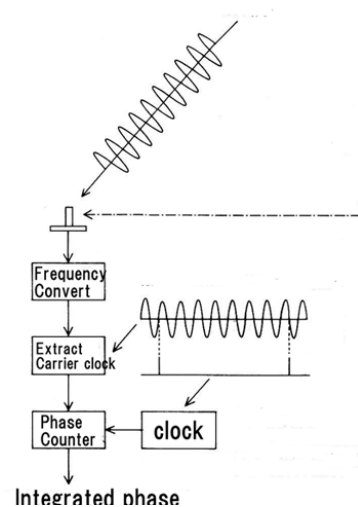 Frequency
Convert
Extract
Carrier clock
Phase
Counter
clock
Integrated phase